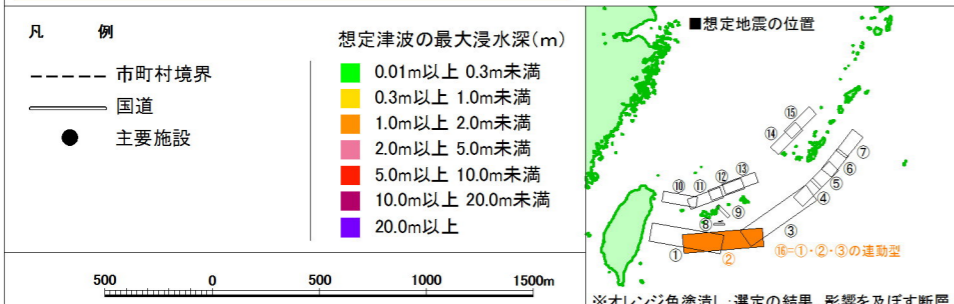 凡 例
市町村境界
国道
主要施設
想定津波の最大浸水深(m)
0.01m以上 0.3m未満
0.3m以上 1.0m未満
1.0m以上 2.0m未満
2.0m以上 5.0m未満
5.0m以上 10.0m未満
10.0m以上 20.0m未満
20.0m以上
500 0 500 1000 1500m
■想定地震の位置
⑮
⑭
⑦
⑥
⑤
④
⑬
⑫
⑪
⑩
⑨
⑧
③
①
②
⑯=①・②・③の連動型
※オレンジ色塗潰し:選定の結果、影響を及ぼす断層